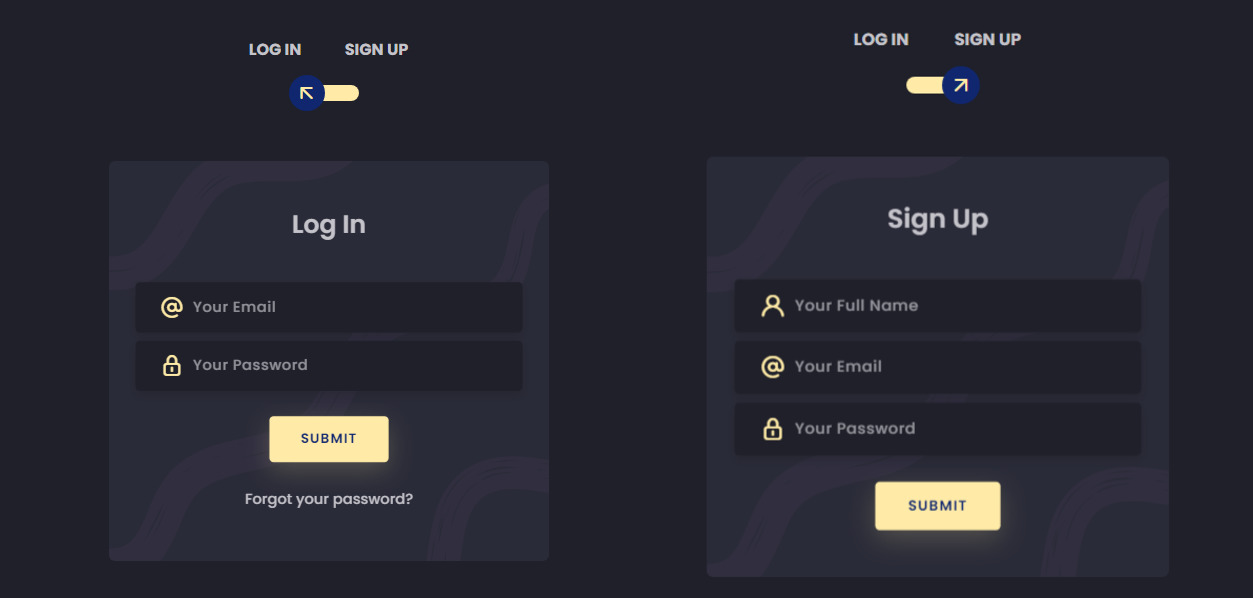 LOG IN SIGN UP
Log In
@ Your Email
Your Password
SUBMIT
Forgot your password?
LOG IN SIGN UP
Sign Up
Your Full Name
@ Your Email
Your Password
SUBMIT